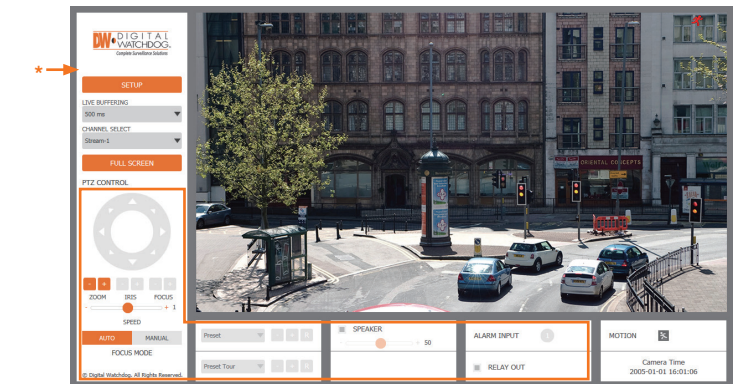 DW DIGITAL
WATCHDOG®
Complete Surveillance Solutions
*
SETUP
LIVE BUFFERING
500 ms
CHANNEL SELECT
Stream-1
FULL SCREEN
PTZ CONTROL
- + - + - +
ZOOM IRIS FOCUS
- + 1
SPEED
AUTO MANUAL
FOCUS MODE
© Digital Watchdog, All Rights Reserved.
ORIENTAL CONCEPTS
Preset
Preset Tour
SPEAKER
- + 50
ALARM INPUT 1
RELAY OUT
MOTION
Camera Time
2005-01-01 16:01:06